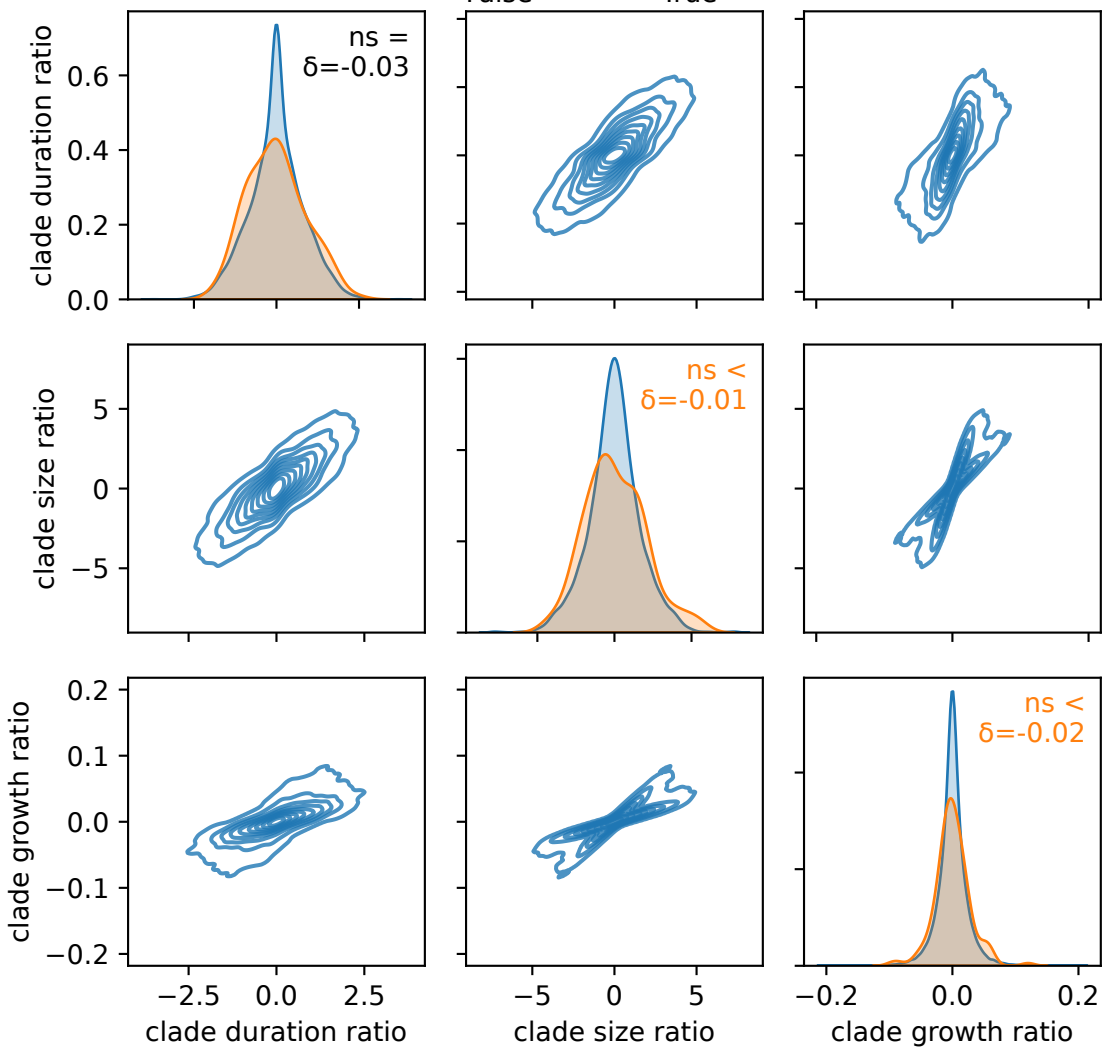 clade duration ratio
0.6
0.4
0.2
0.0
ns =
δ=-0.03
clade size ratio
5
0
−5
ns <
δ=-0.01
clade growth ratio
0.2
0.1
0.0
−0.1
−0.2
ns <
δ=-0.02
−2.5
0.0
2.5
−5
0
5
−0.2
0.0
0.2
clade duration ratio
clade size ratio
clade growth ratio